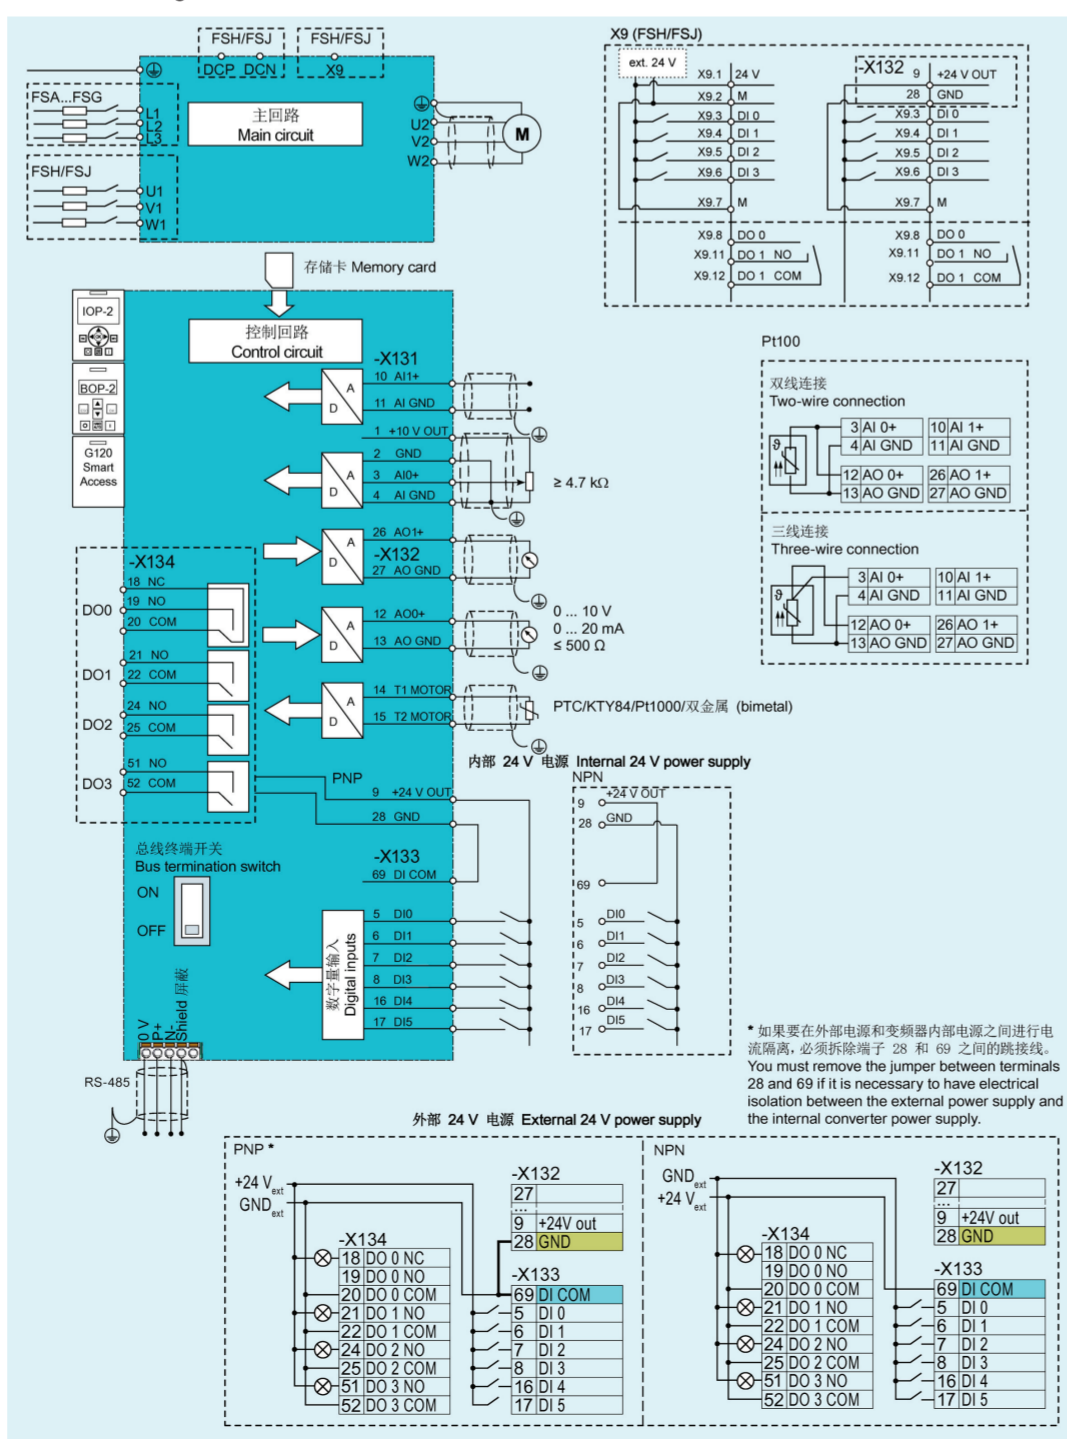 FSH/FSJ
FSH/FSJ
DCP DCN
X9
FSA...FSG
L1
L2
L3
主回路
Main circuit
U2
V2
W2
M
FSH/FSJ
U1
V1
W1
X9 (FSH/FSJ)
ext. 24 V
X9.1 24 V
X9.2 M
X9.3 DI 0
X9.4 DI 1
X9.5 DI 2
X9.6 DI 3
X9.7 M
X9.8 DO 0
X9.11 DO 1 NO
X9.12 DO 1 COM
-X132
9 +24 V OUT
28 GND
X9.3 DI 0
X9.4 DI 1
X9.5 DI 2
X9.6 DI 3
X9.7 M
X9.8 DO 0
X9.11 DO 1 NO
X9.12 DO 1 COM
存储卡 Memory card
IOP-2
BOP-2
G120
Smart
Access
控制回路
Control circuit
-X131
10 AI1+
11 AI GND
A
D
1 +10 V OUT
2 GND
3 AI0+
4 AI GND
A
D
≥ 4.7 kΩ
26 AO1+
-X132
27 AO GND
A
D
12 AO0+
13 AO GND
A
D
0 ... 10 V
0 ... 20 mA
≤ 500 Ω
14 T1 MOTOR
15 T2 MOTOR
A
D
PTC/KTY84/Pt1000/双金属 (bimetal)
-X134
18 NC
19 NO
20 COM
DO0
21 NO
22 COM
DO1
24 NO
25 COM
DO2
51 NO
52 COM
DO3
Pt100
双线连接
Two-wire connection
ϑ
3 AI 0+ 10 AI 1+
4 AI GND 11 AI GND
12 AO 0+ 26 AO 1+
13 AO GND 27 AO GND
三线连接
Three-wire connection
ϑ
3 AI 0+ 10 AI 1+
4 AI GND 11 AI GND
12 AO 0+ 26 AO 1+
13 AO GND 27 AO GND
内部 24 V 电源 Internal 24 V power supply
PNP
9 +24 V OUT
28 GND
-X133
69 DI COM
5 DI0
6 DI1
7 DI2
8 DI3
16 DI4
17 DI5
数字量输入
Digital inputs
NPN
9 +24 V OUT
28 GND
69
5 DI0
6 DI1
7 DI2
8 DI3
16 DI4
17 DI5
总线终端开关
Bus termination switch
ON
OFF
0 V
P+
N-
Shield 屏蔽
RS-485
* 如果要在外部电源和变频器内部电源之间进行电
流隔离，必须拆除端子 28 和 69 之间的跳接线。
You must remove the jumper between terminals
28 and 69 if it is necessary to have electrical
isolation between the external power supply and
the internal converter power supply.
外部 24 V 电源 External 24 V power supply
PNP *
+24 Vext
GNDext
-X134
18 DO 0 NC
19 DO 0 NO
20 DO 0 COM
21 DO 1 NO
22 DO 1 COM
24 DO 2 NO
25 DO 2 COM
51 DO 3 NO
52 DO 3 COM
-X132
27
...
9 +24V out
28 GND
-X133
69 DI COM
5 DI 0
6 DI 1
7 DI 2
8 DI 3
16 DI 4
17 DI 5
NPN
GNDext
+24 Vext
-X134
18 DO 0 NC
19 DO 0 NO
20 DO 0 COM
21 DO 1 NO
22 DO 1 COM
24 DO 2 NO
25 DO 2 COM
51 DO 3 NO
52 DO 3 COM
-X132
27
...
9 +24V out
28 GND
-X133
69 DI COM
5 DI 0
6 DI 1
7 DI 2
8 DI 3
16 DI 4
17 DI 5